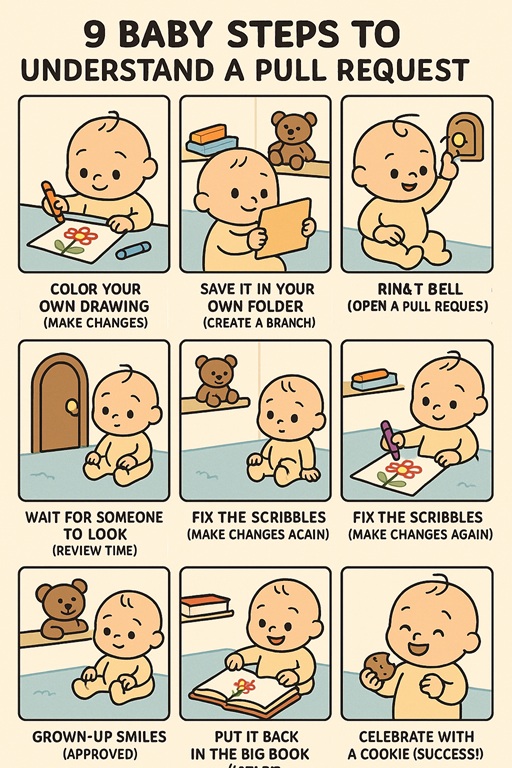 9 BABY STEPS TO
UNDERSTAND A PULL REQUEST
COLOR YOUR
OWN DRAWING
(MAKE CHANGES)
SAVE IT IN YOUR
OWN FOLDER
(CREATE A BRANCH)
RIN&T BELL
(OPEN A PULL REQUES)
WAIT FOR SOMEONE
TO LOOK
(REVIEW TIME)
FIX THE SCRIBBLES
(MAKE CHANGES ACAIN)
FIX THE SCRIBBLES
(MAKE CHANGES AGAIN)
GROWN-UP SMILES
(APPROVED)
PUT IT BACK
IN THE BIG BOOK
CELEBRATE WITH
A COOKIE (SUCCESS!)